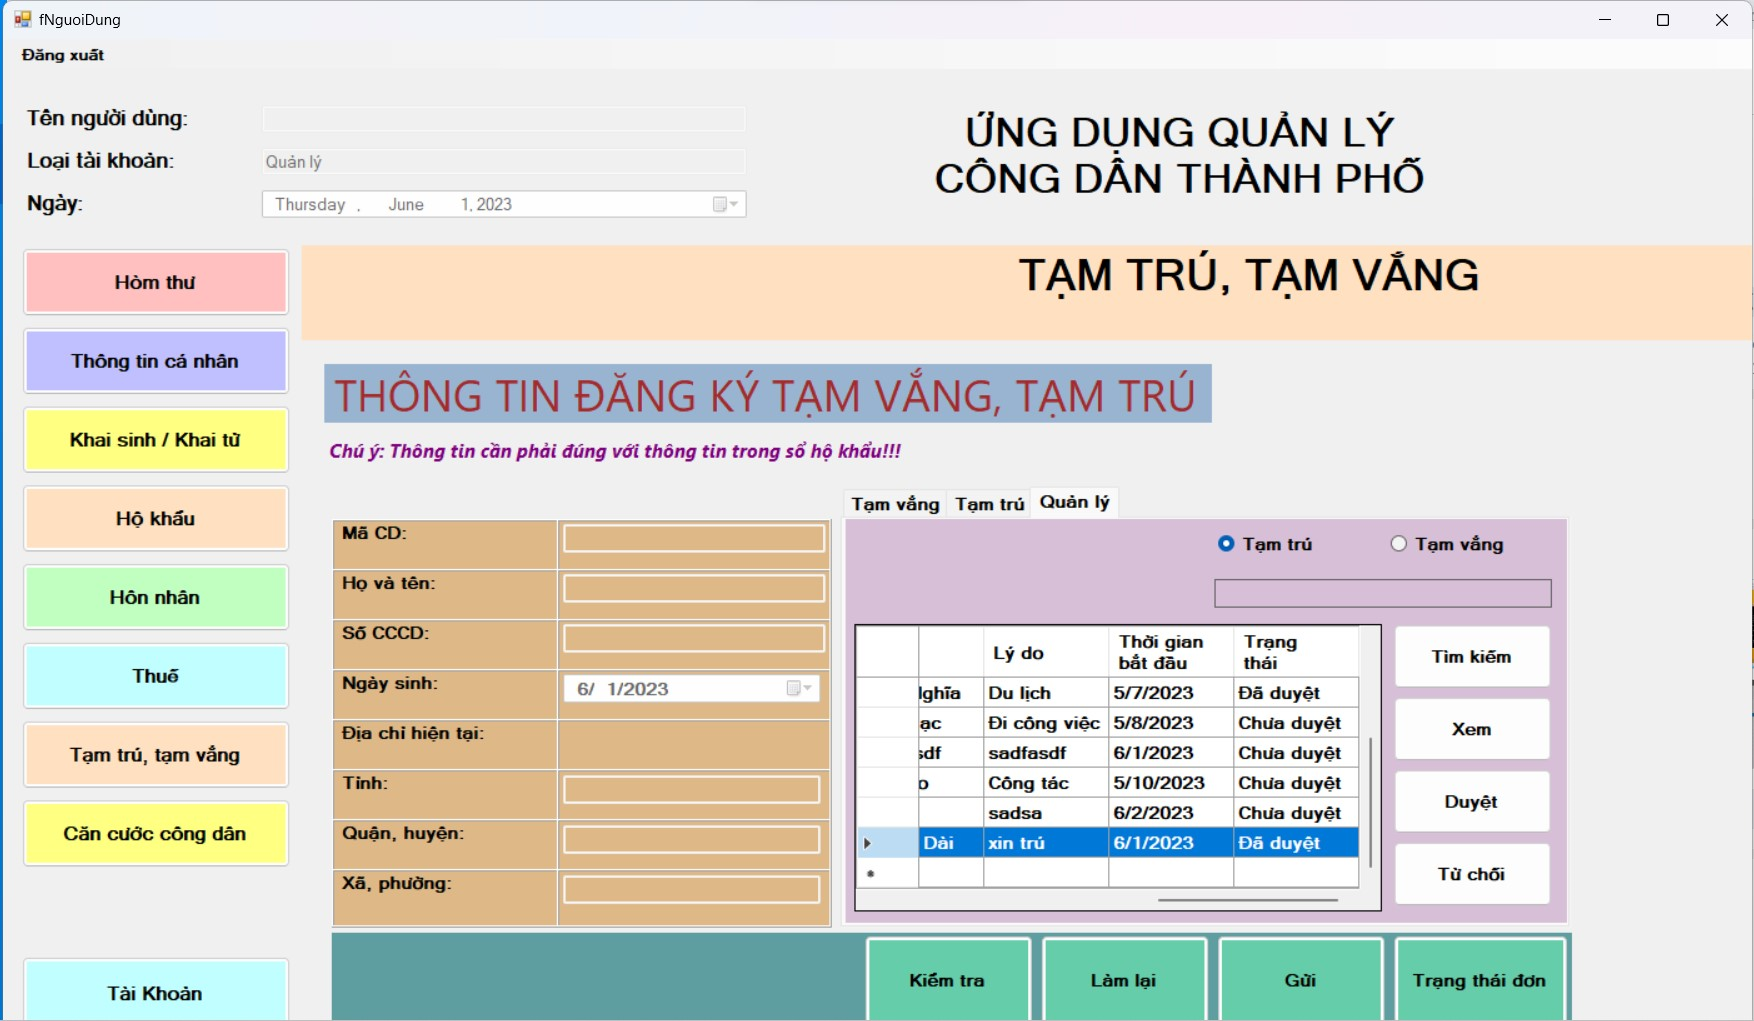 fNguoiDung
Đăng xuất
Tên người dùng:
Loại tài khoản: Quản lý
Ngày: Thursday , June 1, 2023
ỨNG DỤNG QUẢN LÝ
CÔNG DÂN THÀNH PHỐ
Hòm thư
Thông tin cá nhân
Khai sinh / Khai tử
Hộ khẩu
Hôn nhân
Thuế
Tạm trú, tạm vắng
Căn cước công dân
Tài Khoản
TẠM TRÚ, TẠM VẮNG
THÔNG TIN ĐĂNG KÝ TẠM VẮNG, TẠM TRÚ
Chú ý: Thông tin cần phải đúng với thông tin trong sổ hộ khẩu!!!
Mã CD:
Họ và tên:
Số CCCD:
Ngày sinh: 6/ 1/2023
Địa chỉ hiện tại:
Tỉnh:
Quận, huyện:
Xã, phường:
Tạm vắng Tạm trú Quản lý
Tạm trú Tạm vắng
Lý do Thời gian bắt đầu Trạng thái
Nghĩa Du lịch 5/7/2023 Đã duyệt
ạc Đi công việc 5/8/2023 Chưa duyệt
sdf sadfasdf 6/1/2023 Chưa duyệt
o Công tác 5/10/2023 Chưa duyệt
sadsa 6/2/2023 Chưa duyệt
Dài xin trú 6/1/2023 Đã duyệt
Tìm kiếm
Xem
Duyệt
Từ chối
Kiểm tra
Làm lại
Gửi
Trạng thái đơn